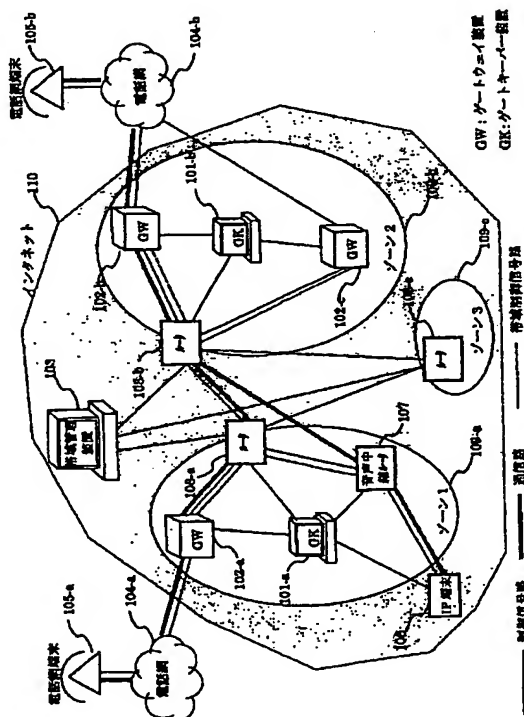 電話網端末
105-b
104-b
電話網
GW: ゲートウェイ装置
GK: ゲートキーパー装置
インタネット
110
GW
102-b
101-b
GK
ゾーン2
GW
102-c
109-b
103
帯域管理装置
108-b
ルータ
109-c
ルータ
ゾーン3
108-a
ルータ
107
音声中継ルータ
ゾーン1
109-a
GW
102-a
GK
101-a
105-a
電話網端末
104-a
電話網
106
IP端末
制御信号路
通信路
帯域制御信号路